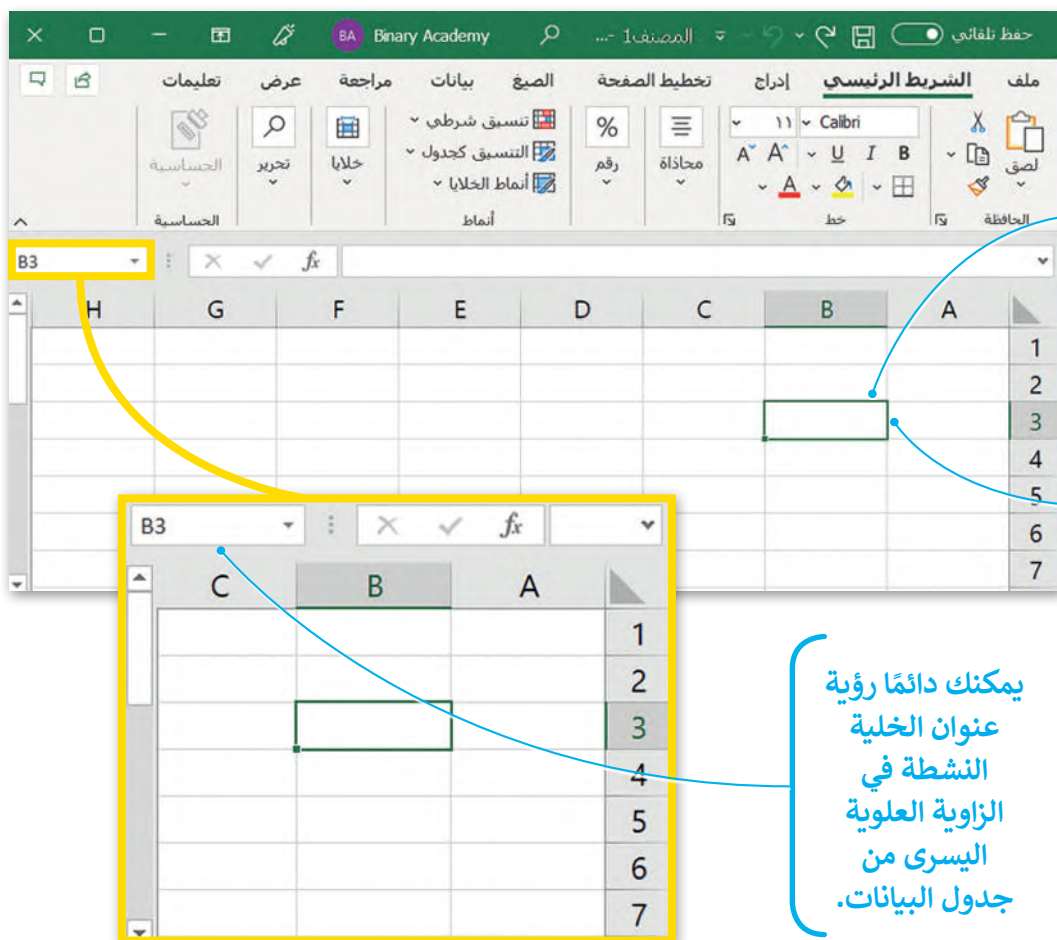 حفظ تلقائي المصنف1 -... Binary Academy BA
ملف الشريط الرئيسي إدراج تخطيط الصفحة الصيغ بيانات مراجعة عرض تعليمات
لصق
Calibri ١١
B I U A^ Aˇ
A
محاذاة
%
رقم
تنسيق شرطي
التنسيق كجدول
أنماط الخلايا
خلايا
تحرير
الحساسية
الحافظة خط أنماط الحساسية
B3 fx
A B C D E F G H
1
2
3
4
5
6
7
B3 fx
A B C
1
2
3
4
5
6
7
يمكنك دائمًا رؤية
عنوان الخلية
النشطة في
الزاوية العلوية
اليسرى من
جدول البيانات.